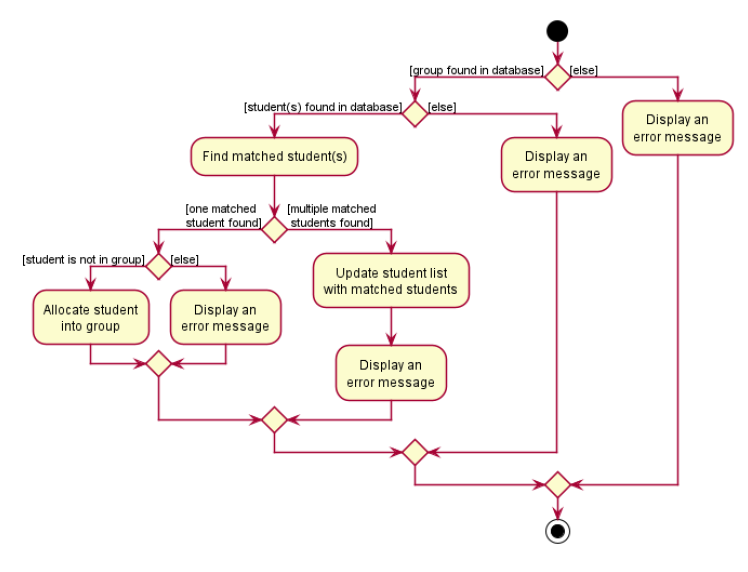 [group found in database]
[else]
[student(s) found in database]
[else]
Display an
error message
Find matched student(s)
Display an
error message
[one matched
student found]
[multiple matched
students found]
[student is not in group]
[else]
Update student list
with matched students
Allocate student
into group
Display an
error message
Display an
error message